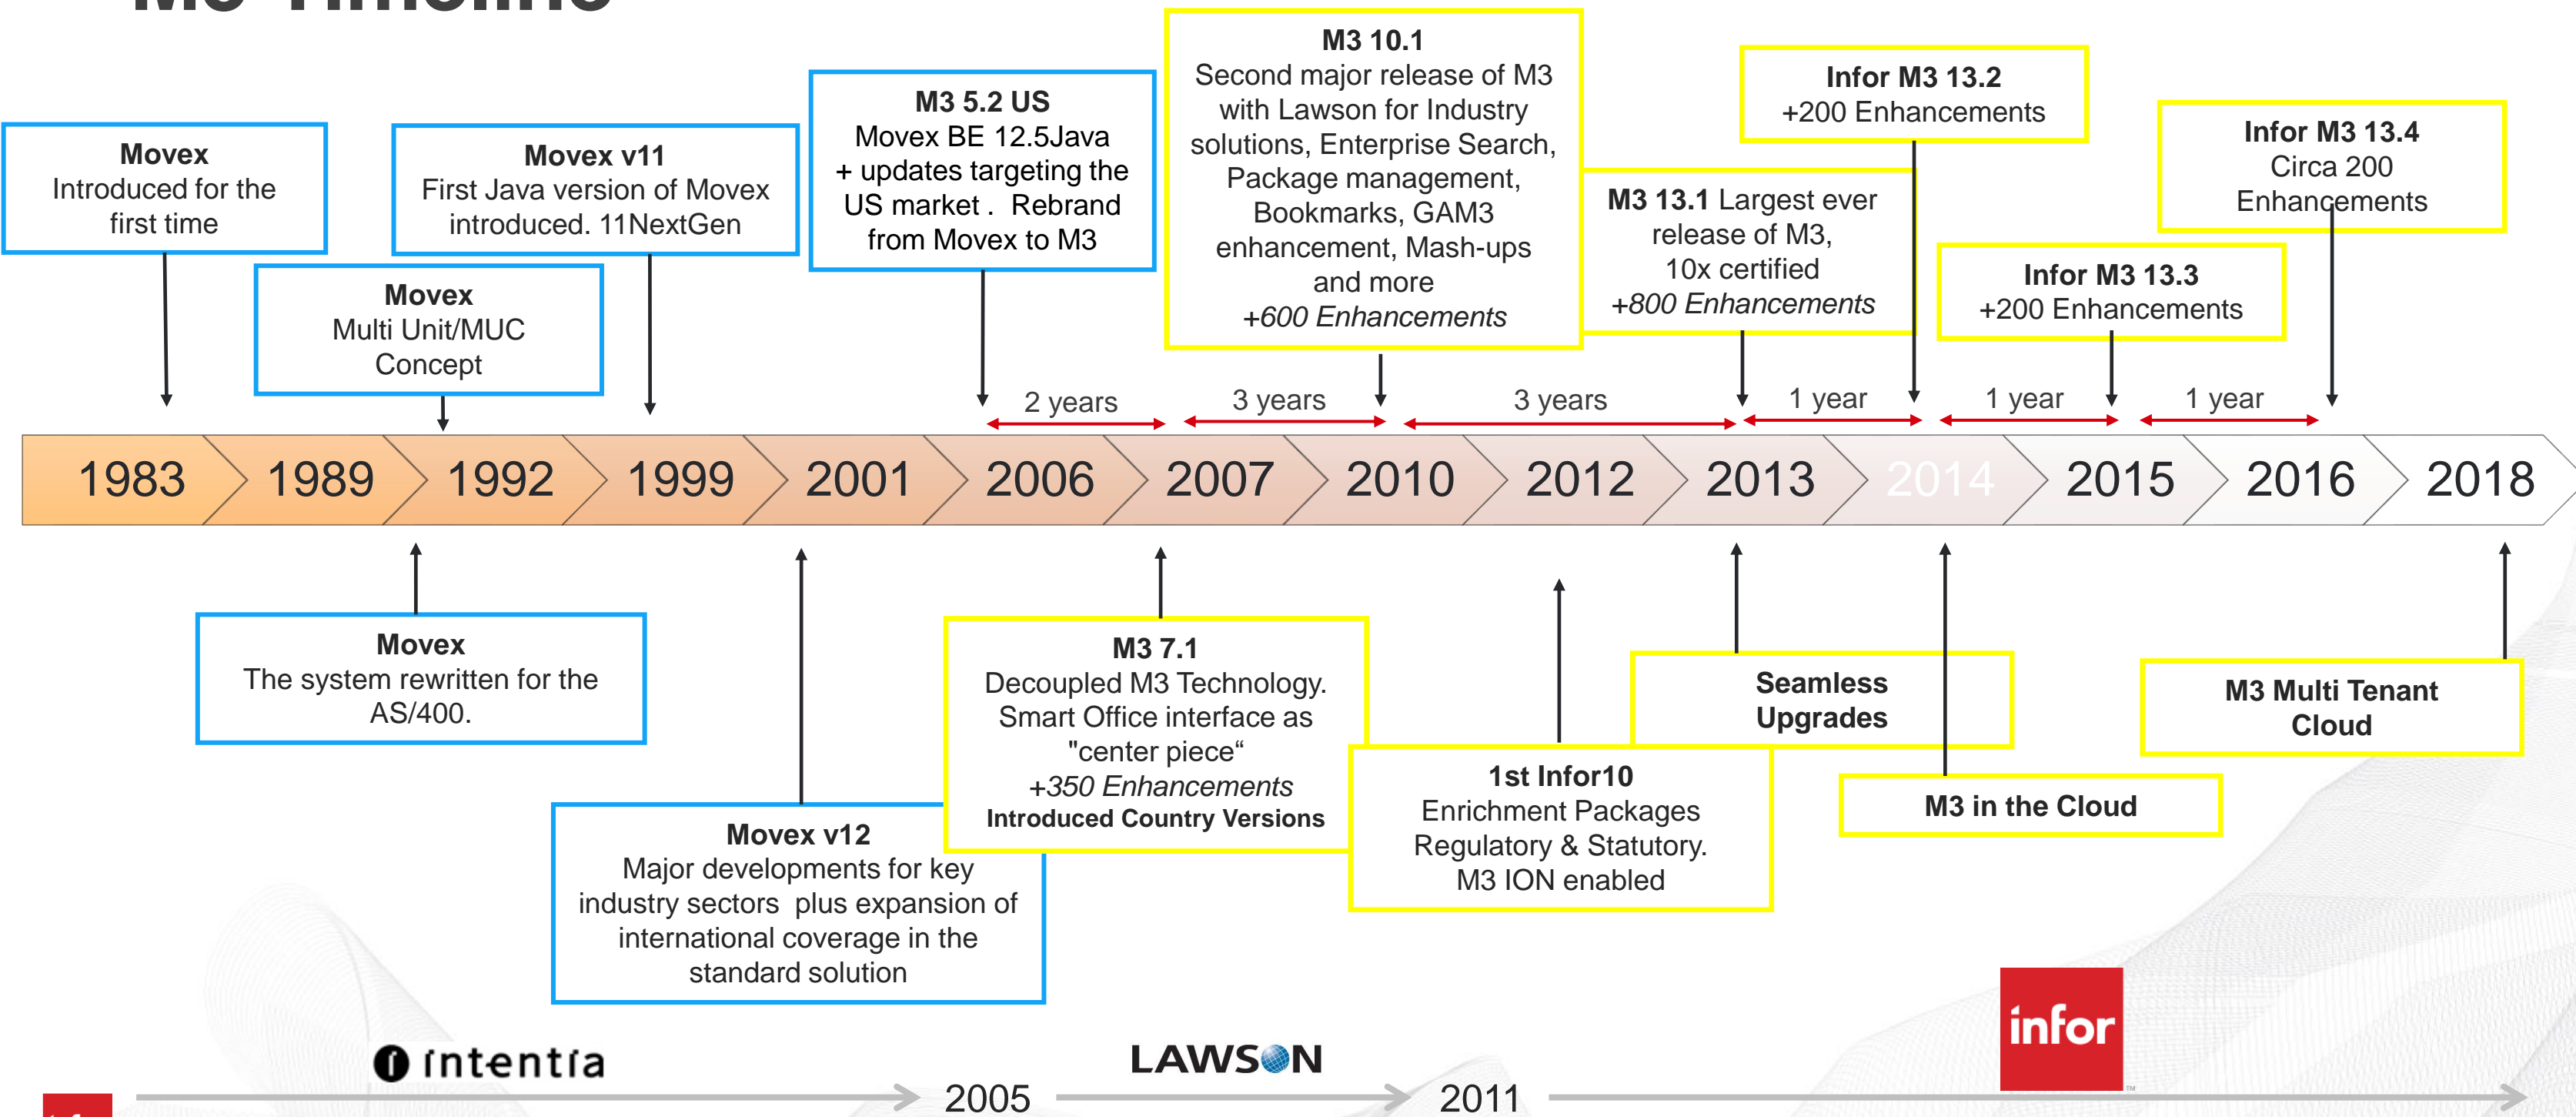 M3 Timeline
Movex
Introduced for the
first time
Movex
Multi Unit/MUC
Concept
Movex v11
First Java version of Movex
introduced. 11NextGen
M3 5.2 US
Movex BE 12.5Java
+ updates targeting the
US market . Rebrand
from Movex to M3
M3 10.1
Second major release of M3
with Lawson for Industry
solutions, Enterprise Search,
Package management,
Bookmarks, GAM3
enhancement, Mash-ups
and more
+600 Enhancements
M3 13.1 Largest ever
release of M3,
10x certified
+800 Enhancements
Infor M3 13.2
+200 Enhancements
Infor M3 13.3
+200 Enhancements
Infor M3 13.4
Circa 200
Enhancements
2 years
3 years
3 years
1 year
1 year
1 year
1983
1989
1992
1999
2001
2006
2007
2010
2012
2013
2014
2015
2016
2018
Movex
The system rewritten for the
AS/400.
Movex v12
Major developments for key
industry sectors plus expansion of
international coverage in the
standard solution
M3 7.1
Decoupled M3 Technology.
Smart Office interface as
"center piece“
+350 Enhancements
Introduced Country Versions
1st Infor10
Enrichment Packages
Regulatory & Statutory.
M3 ION enabled
Seamless
Upgrades
M3 in the Cloud
M3 Multi Tenant
Cloud
intentia
2005
LAWSON
2011
infor
TM